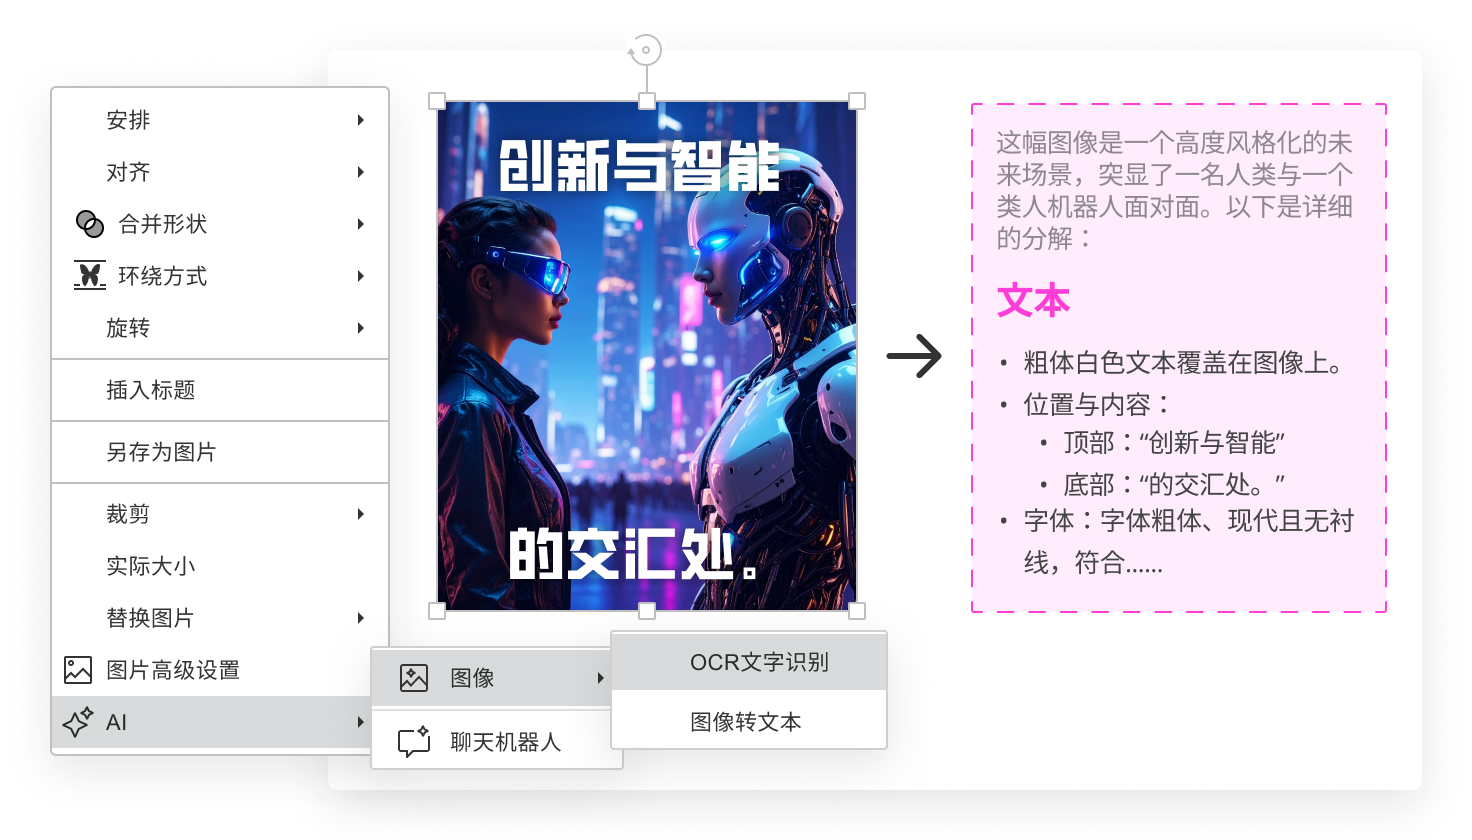 安排
对齐
合并形状
环绕方式
旋转
插入标题
另存为图片
裁剪
实际大小
替换图片
图片高级设置
AI
图像
聊天机器人
OCR文字识别
图像转文本
创新与智能
的交汇处。
这幅图像是一个高度风格化的未
来场景，突显了一名人类与一个
类人机器人面对面。以下是详细
的分解：
文本
• 粗体白色文本覆盖在图像上。
• 位置与内容：
• 顶部：“创新与智能”
• 底部：“的交汇处。”
• 字体：字体粗体、现代且无衬
线，符合......